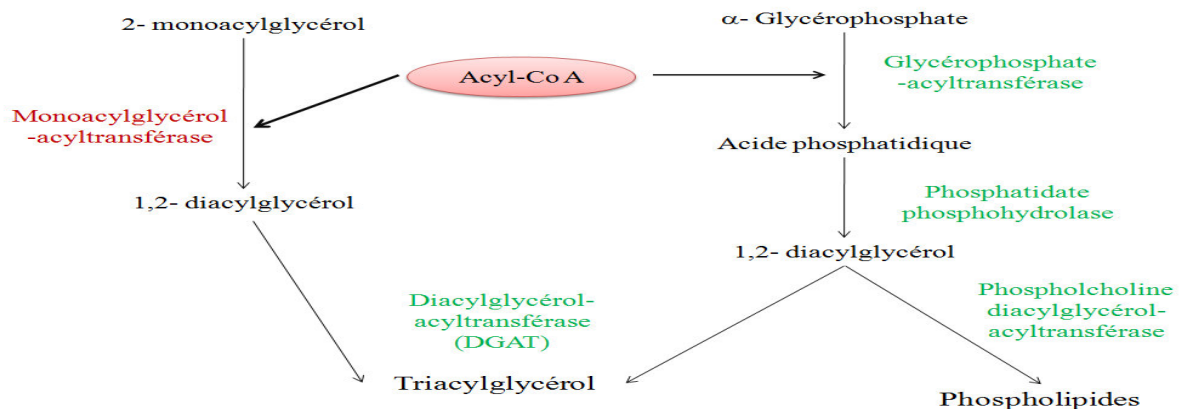 2- monoacylglycérol
α- Glycérophosphate
Acyl-Co A
Glycérophosphate
-acyltransférase
Monoacylglycérol
-acyltransférase
Acide phosphatidique
1,2- diacylglycérol
Phosphatidate
phosphohydrolase
1,2- diacylglycérol
Diacylglycérol-
acyltransférase
(DGAT)
Phospholcholine
diacylglycérol-
acyltransférase
Triacylglycérol
Phospholipides